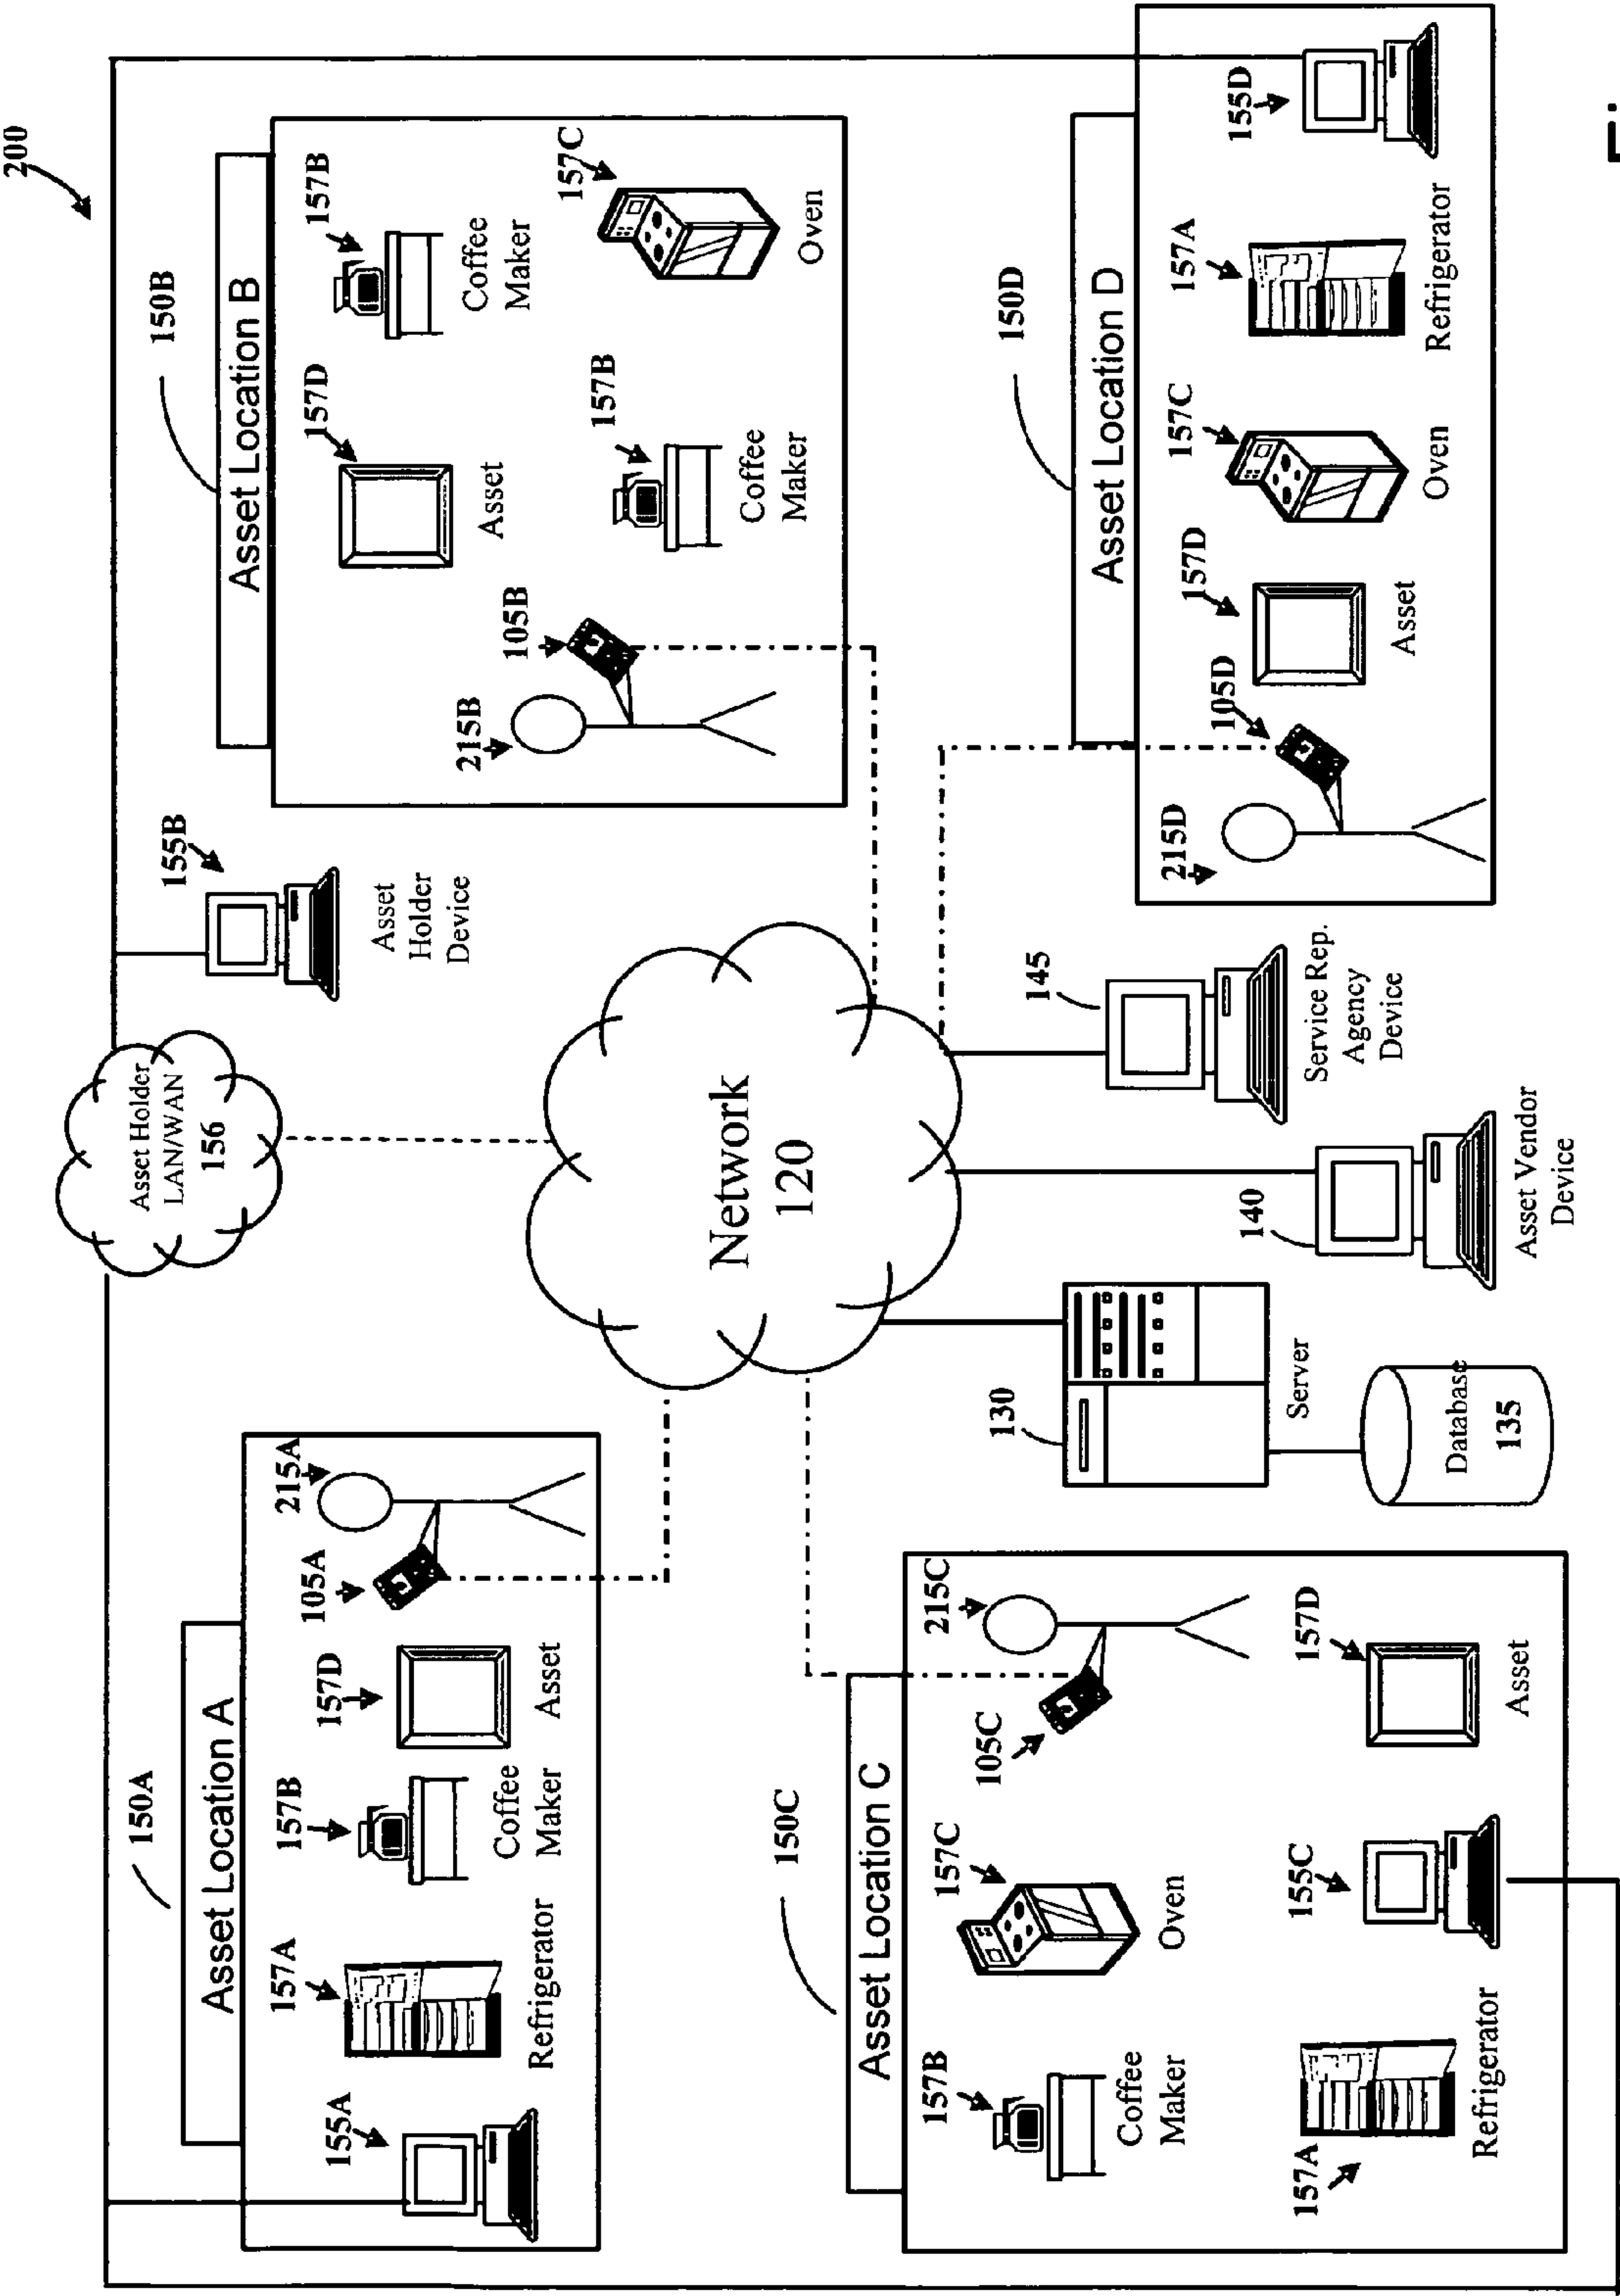 200
Asset Holder
LAN/WAN
156
155B
Asset
Holder
Device
150A
Asset Location A
155A
157A
Refrigerator
157B
Coffee
Maker
157D
Asset
105A
215A
150B
Asset Location B
215B
105B
157D
Asset
157B
Coffee
Maker
157B
Coffee
Maker
157C
Oven
Network
120
150C
Asset Location C
157B
Coffee
Maker
157C
Oven
105C
215C
157A
Refrigerator
155C
157D
Asset
130
Server
Database
135
140
Asset Vendor
Device
145
Service Rep.
Agency
Device
150D
Asset Location D
215D
105D
157D
Asset
157C
Oven
157A
Refrigerator
155D